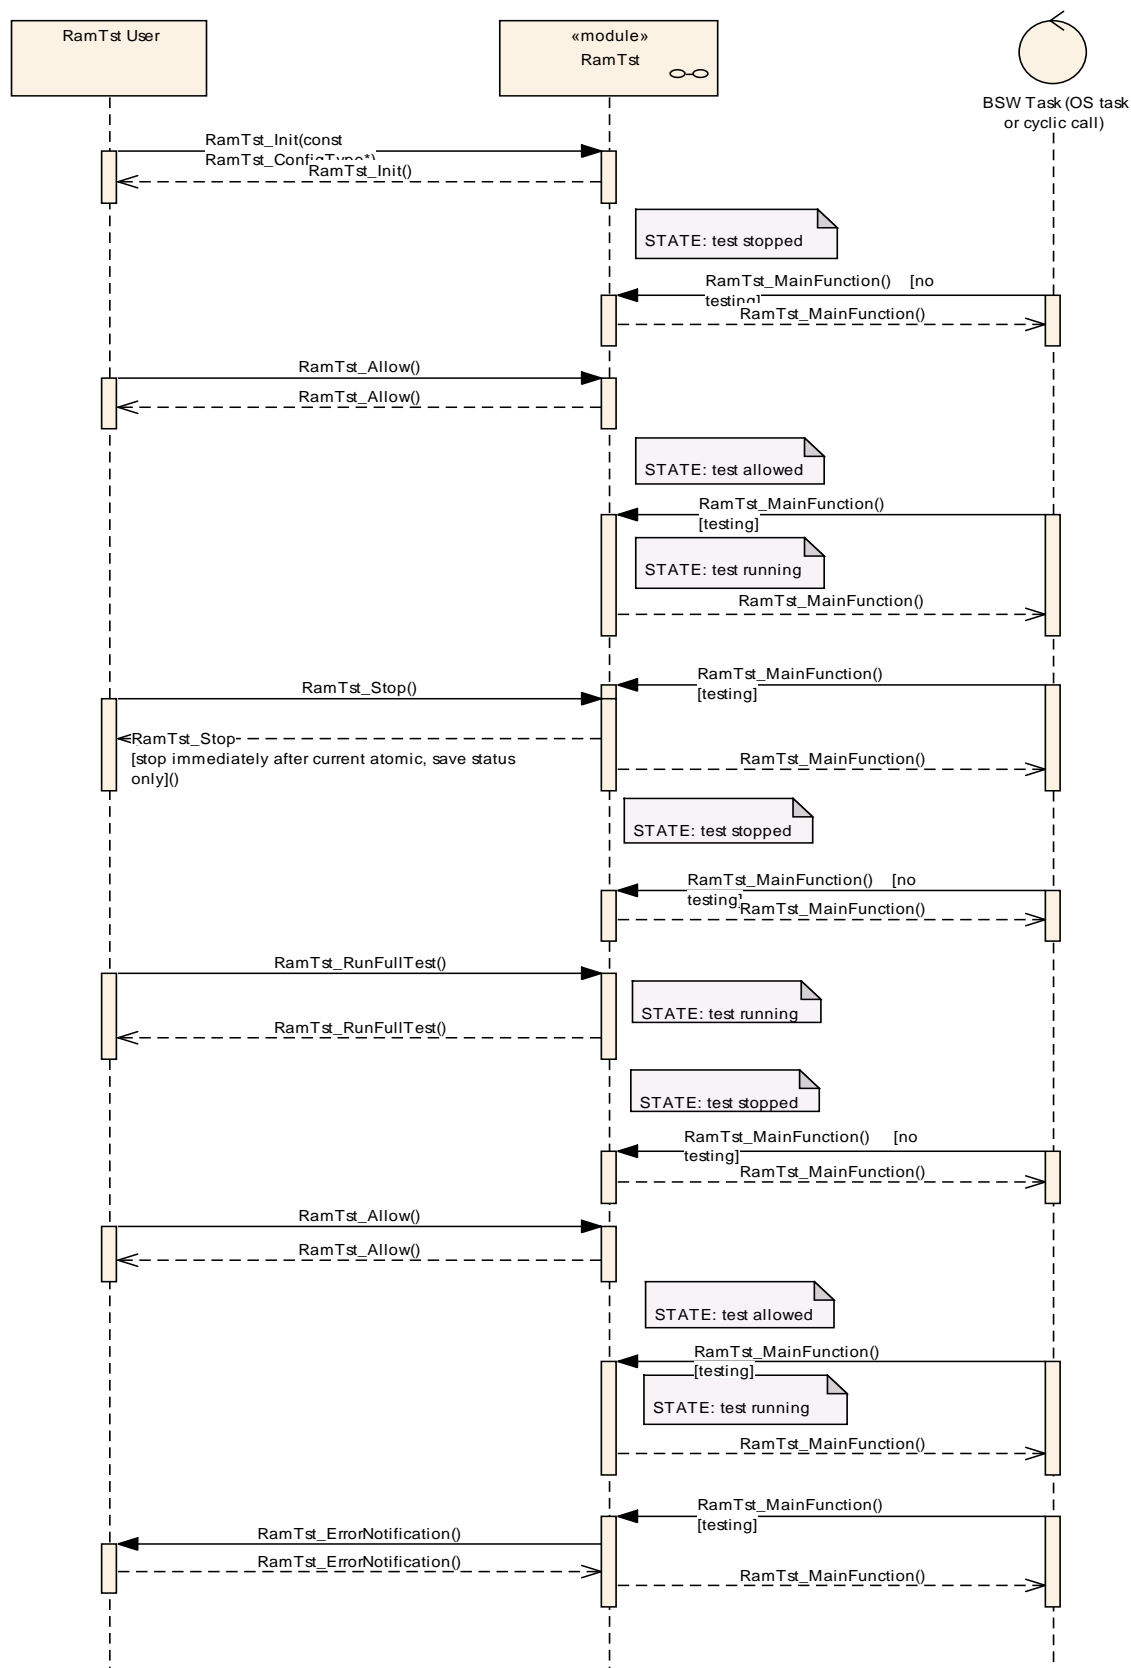 RamTst User
«module»
RamTst
BSW Task (OS task
or cyclic call)
RamTst_Init(const
RamTst_ConfigType*)
RamTst_Init()
STATE: test stopped
RamTst_MainFunction() [no
testing]
RamTst_MainFunction()
RamTst_Allow()
RamTst_Allow()
STATE: test allowed
RamTst_MainFunction()
[testing]
STATE: test running
RamTst_MainFunction()
RamTst_MainFunction()
[testing]
RamTst_Stop()
RamTst_Stop
[stop immediately after current atomic, save status
only]()
RamTst_MainFunction()
STATE: test stopped
RamTst_MainFunction() [no
testing]
RamTst_MainFunction()
RamTst_RunFullTest()
STATE: test running
RamTst_RunFullTest()
STATE: test stopped
RamTst_MainFunction() [no
testing]
RamTst_MainFunction()
RamTst_Allow()
RamTst_Allow()
STATE: test allowed
RamTst_MainFunction()
[testing]
STATE: test running
RamTst_MainFunction()
RamTst_MainFunction()
[testing]
RamTst_ErrorNotification()
RamTst_ErrorNotification()
RamTst_MainFunction()